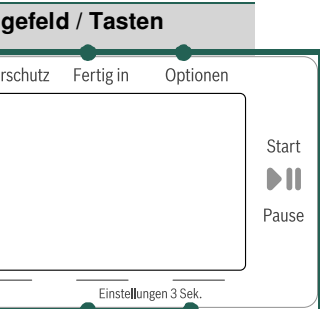 gefeld / Tasten
rschutz Fertig in Optionen
Start
Pause
Einstellungen 3 Sek.